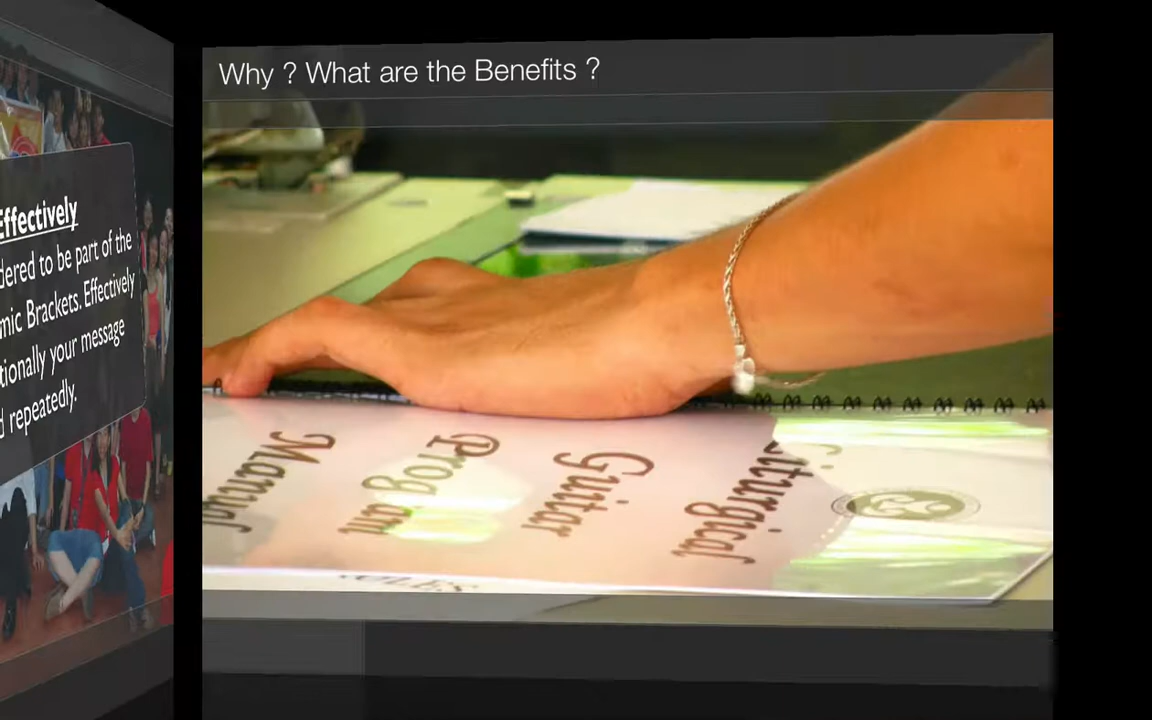 Why ? What are the Benefits ?
Effectively
dered to be part of the
mic Brackets. Effectively
tionally your message
d repeatedly.
Liturgical
Guitar
Program
Manual